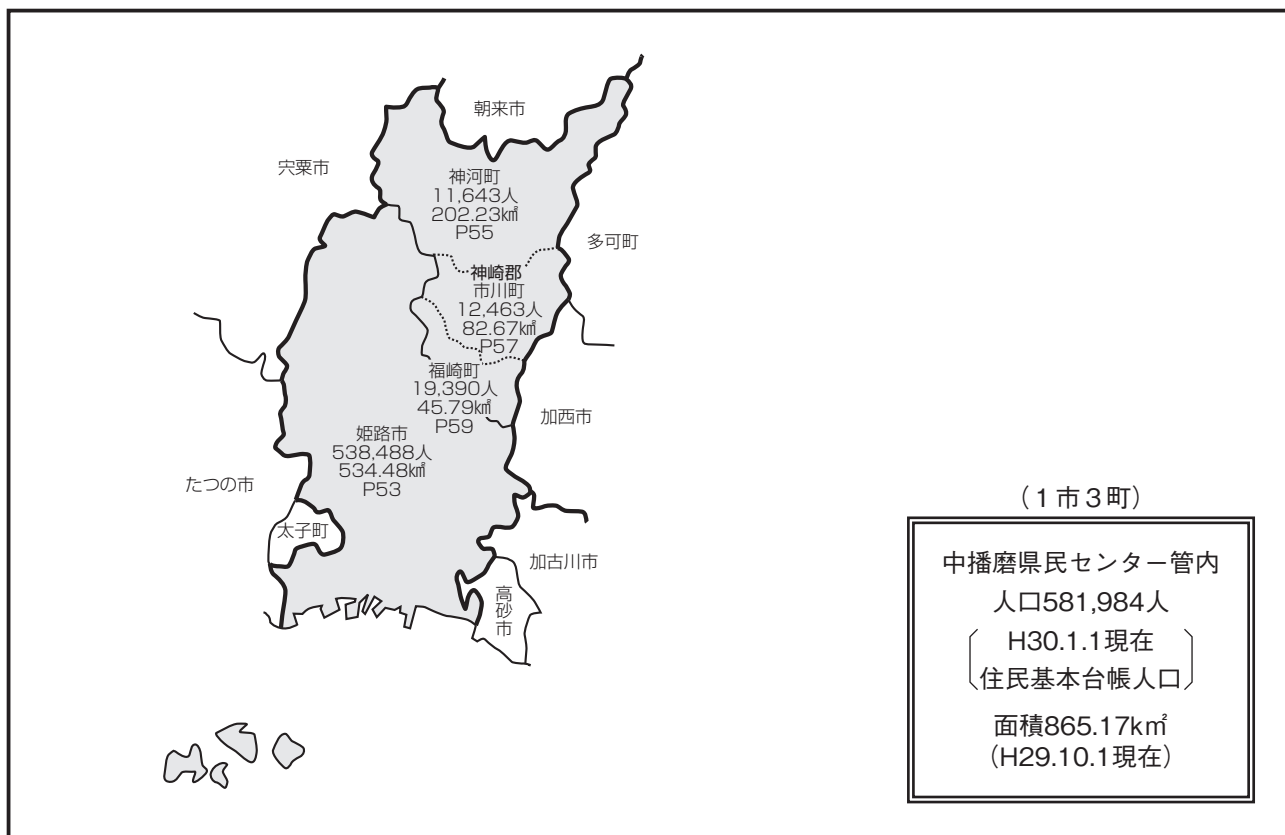 朝来市
宍粟市
神河町
11,643人
202.23㎢
P55
多可町
神崎郡
市川町
12,463人
82.67㎢
P57
福崎町
19,390人
45.79㎢
P59
加西市
姫路市
538,488人
534.48㎢
P53
たつの市
太子町
加古川市
高砂市
（１市３町）
中播磨県民センター管内
人口581,984人
H30.1.1現在
住民基本台帳人口
面積865.17k㎡
（H29.10.1現在）